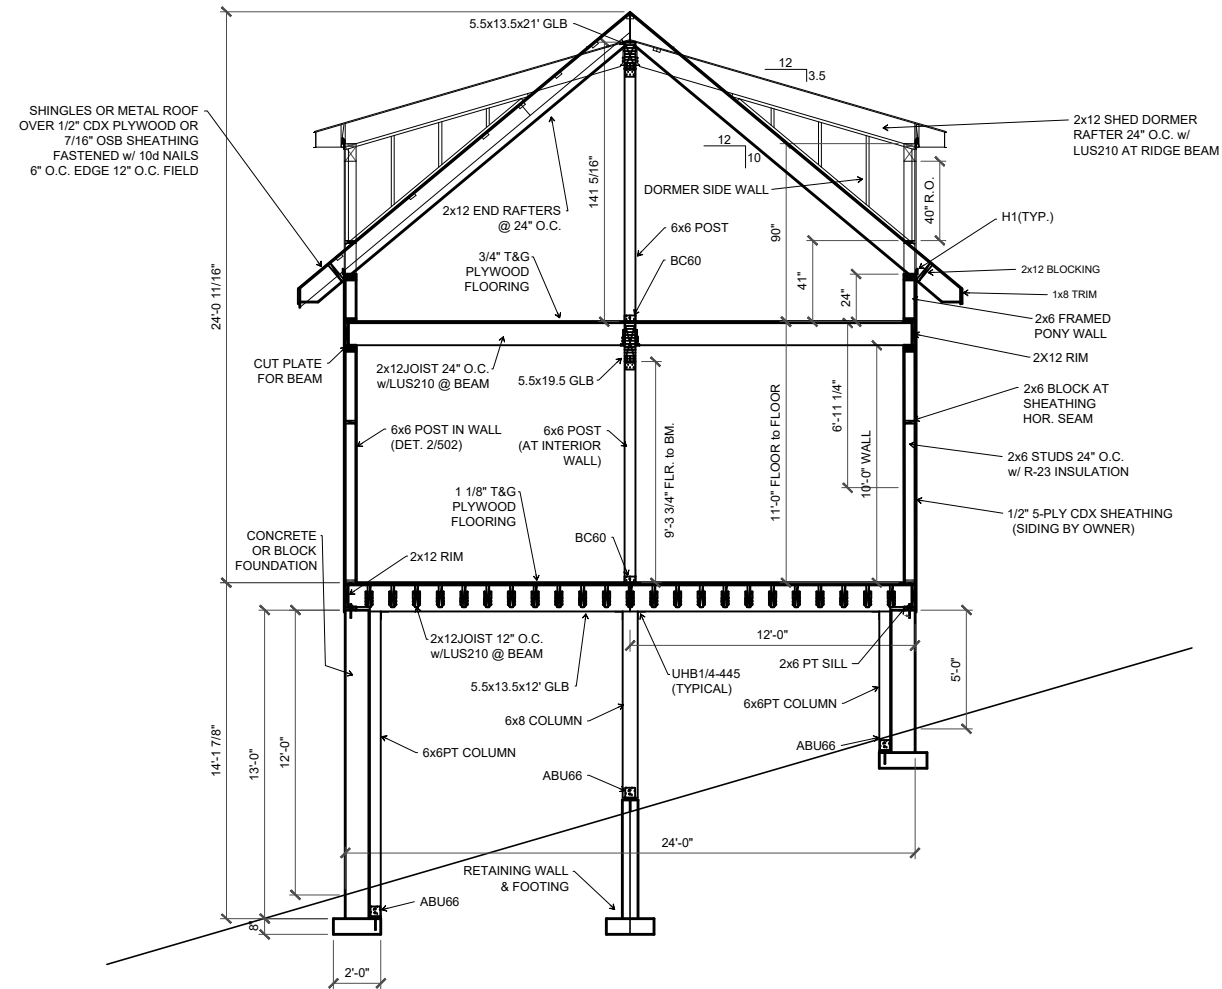 5.5x13.5x21' GLB
12
3.5
SHINGLES OR METAL ROOF
OVER 1/2" CDX PLYWOOD OR
7/16" OSB SHEATHING
FASTENED w/ 10d NAILS
6" O.C. EDGE 12" O.C. FIELD
2x12 SHED DORMER
RAFTER 24" O.C. w/
LUS210 AT RIDGE BEAM
12
10
141 5/16"
DORMER SIDE WALL
40" R.O.
2x12 END RAFTERS
@ 24" O.C.
6x6 POST
90"
H1(TYP.)
3/4" T&G
PLYWOOD
FLOORING
BC60
2x12 BLOCKING
41"
24"
1x8 TRIM
24'-0 11/16"
2x6 FRAMED
PONY WALL
CUT PLATE
FOR BEAM
2x12JOIST 24" O.C.
w/LUS210 @ BEAM
5.5x19.5 GLB
2X12 RIM
6'-11 1/4"
2x6 BLOCK AT
SHEATHING
HOR. SEAM
6x6 POST IN WALL
(DET. 2/502)
6x6 POST
(AT INTERIOR
WALL)
9'-3 3/4" FLR. to BM.
11'-0" FLOOR to FLOOR
10'-0" WALL
2x6 STUDS 24" O.C.
w/ R-23 INSULATION
1 1/8" T&G
PLYWOOD
FLOORING
1/2" 5-PLY CDX SHEATHING
(SIDING BY OWNER)
CONCRETE
OR BLOCK
FOUNDATION
BC60
2x12 RIM
2x12JOIST 12" O.C.
w/LUS210 @ BEAM
12'-0"
2x6 PT SILL
5.5x13.5x12' GLB
UHB1/4-445
(TYPICAL)
5'-0"
6x6PT COLUMN
6x8 COLUMN
14'-1 7/8"
13'-0"
12'-0"
6x6PT COLUMN
ABU66
ABU66
24'-0"
RETAINING WALL
& FOOTING
ABU66
8"
2'-0"